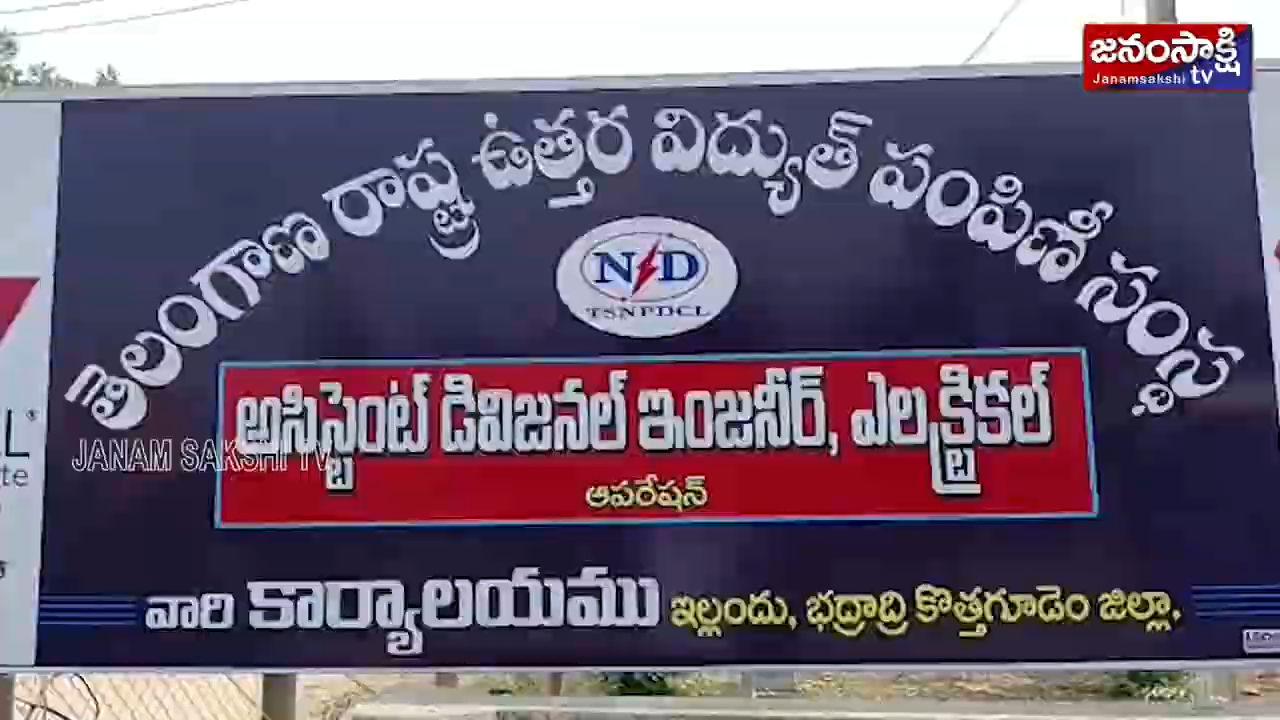 జనంసాక్షి
Janamsakshi tv
తెలంగాణ రాష్ట్ర ఉత్తర విద్యుత్ పంపిణీ సంస్థ
N D
TSNPDCL
అసిస్టెంట్ డివిజనల్ ఇంజనీర్, ఎలక్ట్రికల్
JANAM SAKSHI TV
ఆపరేషన్
వారి కార్యాలయము ఇల్లందు, భద్రాద్రి కొత్తగూడెం జిల్లా.